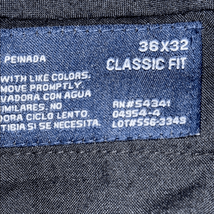 PEINADA
36X32
CLASSIC FIT
WITH LIKE COLORS.
MOVE PROMPTLY.
VADORA CON AGUA
IMILARES. NO
DORA CICLO LENTO.
TIBIA SI SE NECESITA.
RN#54341
04954-4
LOT#556-3349